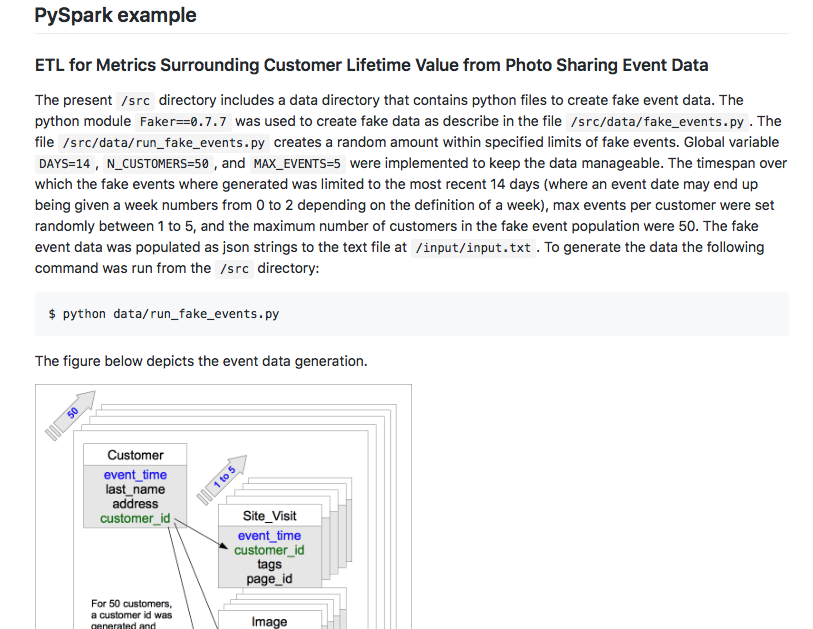 PySpark example
ETL for Metrics Surrounding Customer Lifetime Value from Photo Sharing Event Data
The present /src directory includes a data directory that contains python files to create fake event data. The
python module Faker==0.7.7 was used to create fake data as describe in the file /src/data/fake_events.py . The
file /src/data/run_fake_events.py creates a random amount within specified limits of fake events. Global variable
DAYS=14 , N_CUSTOMERS=50 , and MAX_EVENTS=5 were implemented to keep the data manageable. The timespan over
which the fake events where generated was limited to the most recent 14 days (where an event date may end up
being given a week numbers from 0 to 2 depending on the definition of a week), max events per customer were set
randomly between 1 to 5, and the maximum number of customers in the fake event population were 50. The fake
event data was populated as json strings to the text file at /input/input.txt . To generate the data the following
command was run from the /src directory:
$ python data/run_fake_events.py
The figure below depicts the event data generation.
50
Customer
event_time
last_name
address
customer_id
1 to 5
Site_Visit
event_time
customer_id
tags
page_id
For 50 customers,
a customer id was
generated and
Image